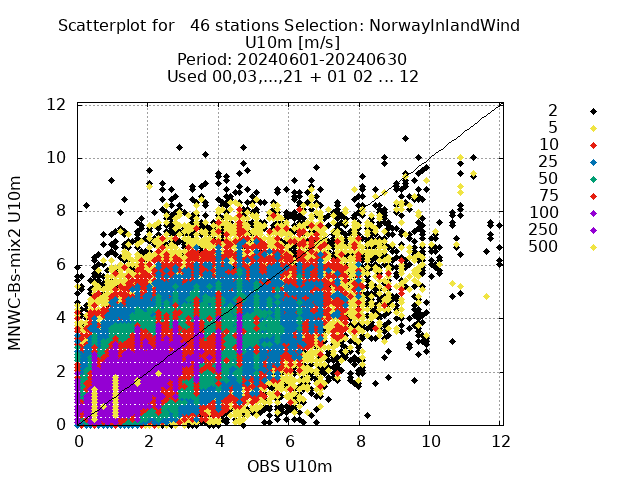 Scatterplot for 46 stations Selection: NorwayInlandWind
U10m [m/s]
Period: 20240601-20240630
Used 00,03,...,21 + 01 02 ... 12
MNWC-Bs-mix2 U10m
12
10
8
6
4
2
0
0 2 4 6 8 10 12
OBS U10m
2
5
10
25
50
75
100
250
500